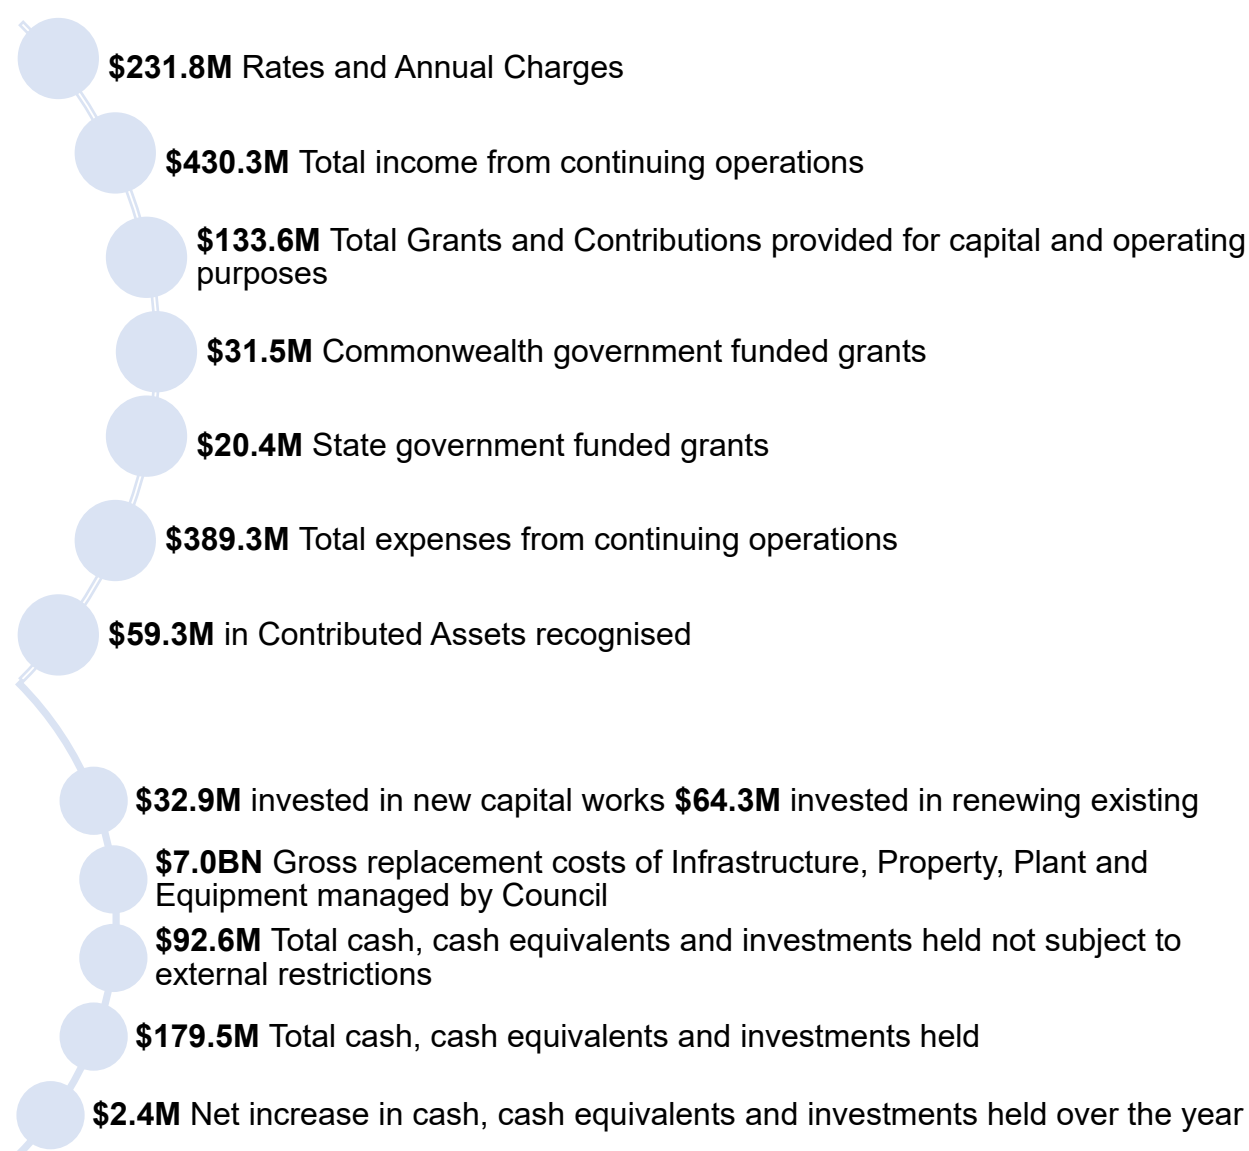 $231.8M Rates and Annual Charges
$430.3M Total income from continuing operations
$133.6M Total Grants and Contributions provided for capital and operating
purposes
$31.5M Commonwealth government funded grants
$20.4M State government funded grants
$389.3M Total expenses from continuing operations
$59.3M in Contributed Assets recognised
$32.9M invested in new capital works $64.3M invested in renewing existing
$7.0BN Gross replacement costs of Infrastructure, Property, Plant and
Equipment managed by Council
$92.6M Total cash, cash equivalents and investments held not subject to
external restrictions
$179.5M Total cash, cash equivalents and investments held
$2.4M Net increase in cash, cash equivalents and investments held over the year